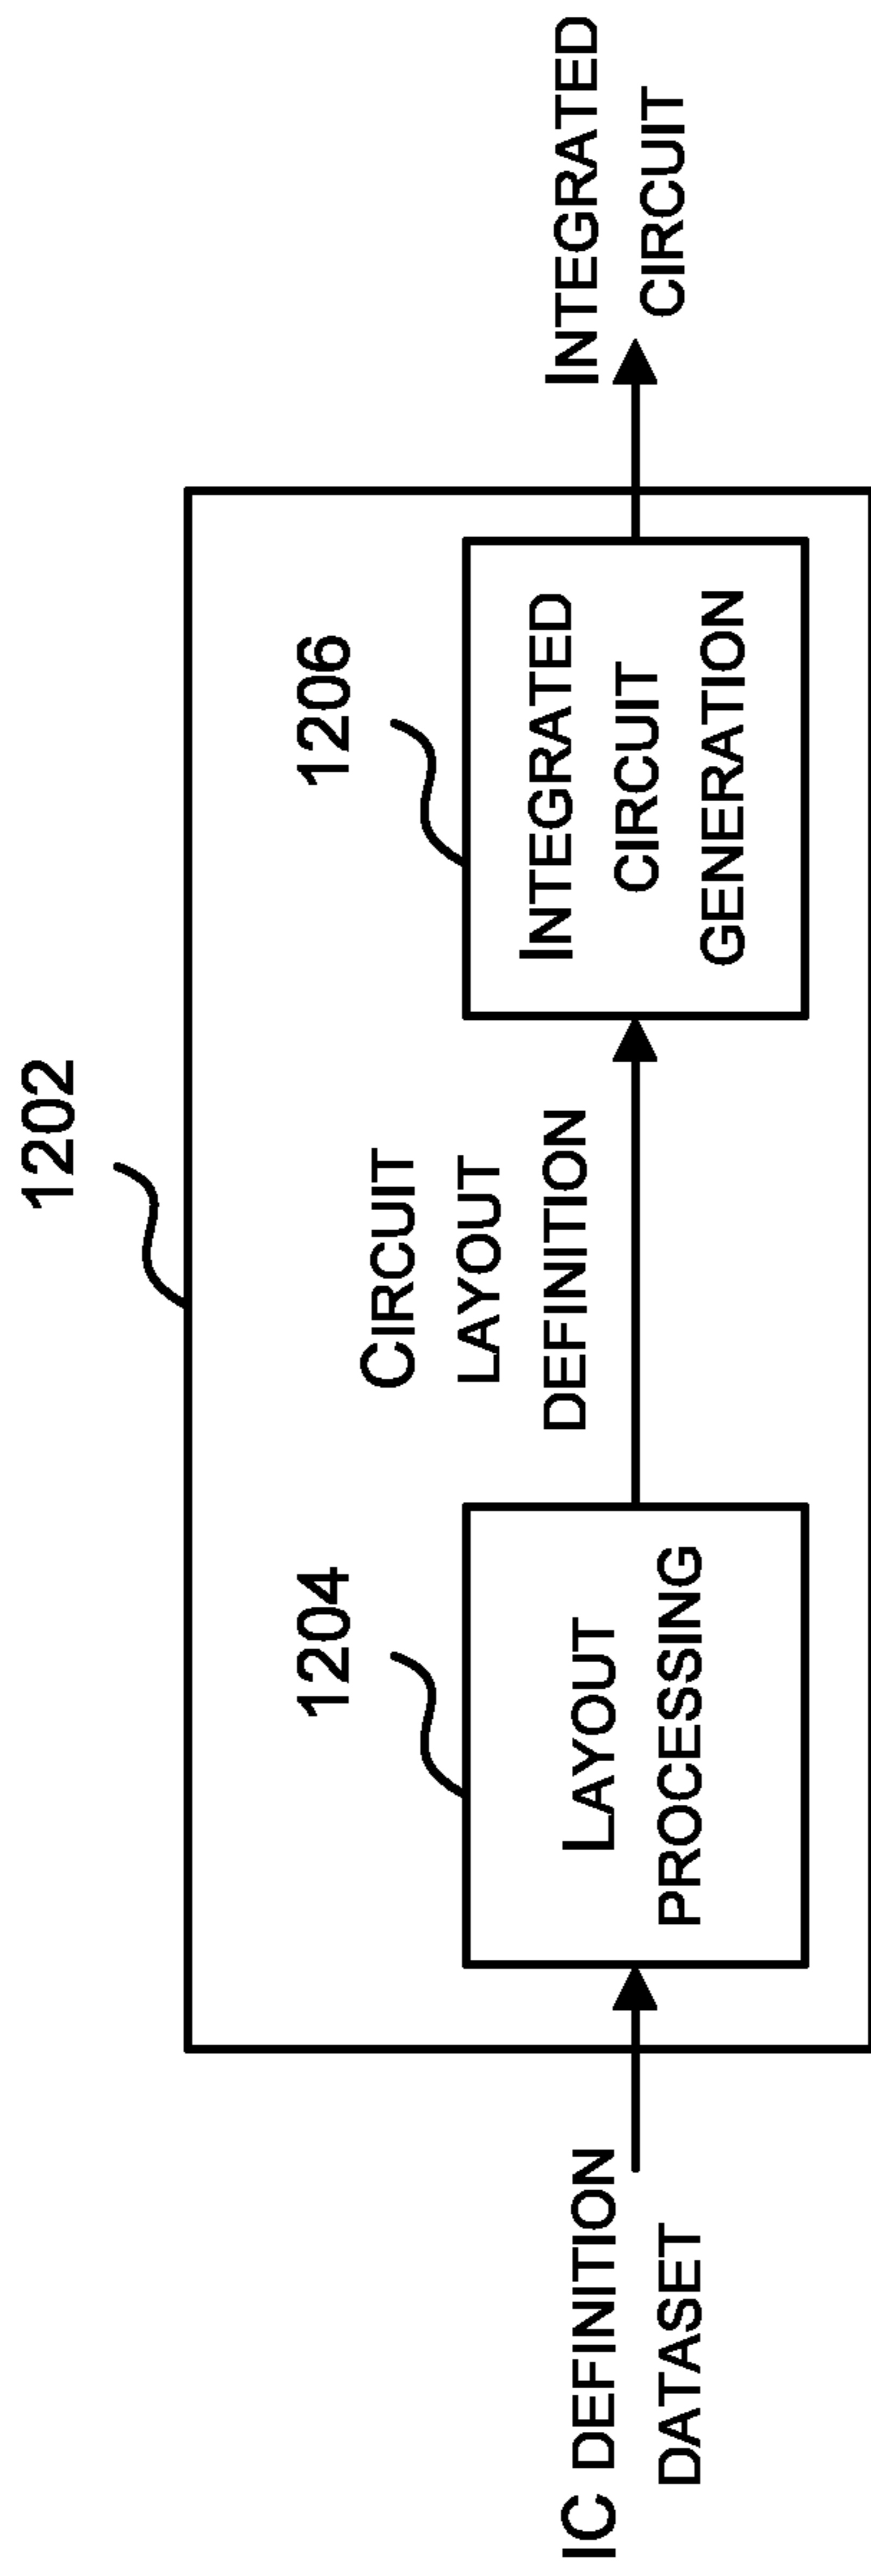 1202
IC DEFINITION
DATASET
1204
LAYOUT
PROCESSING
CIRCUIT
LAYOUT
DEFINITION
1206
INTEGRATED
CIRCUIT
GENERATION
INTEGRATED
CIRCUIT